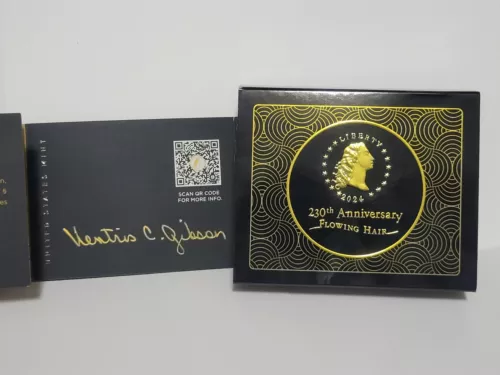 UNITED STATES MINT
SCAN QR CODE
FOR MORE INFO.
Ventris C. Gibson
LIBERTY
2024
230th Anniversary
FLOWING HAIR